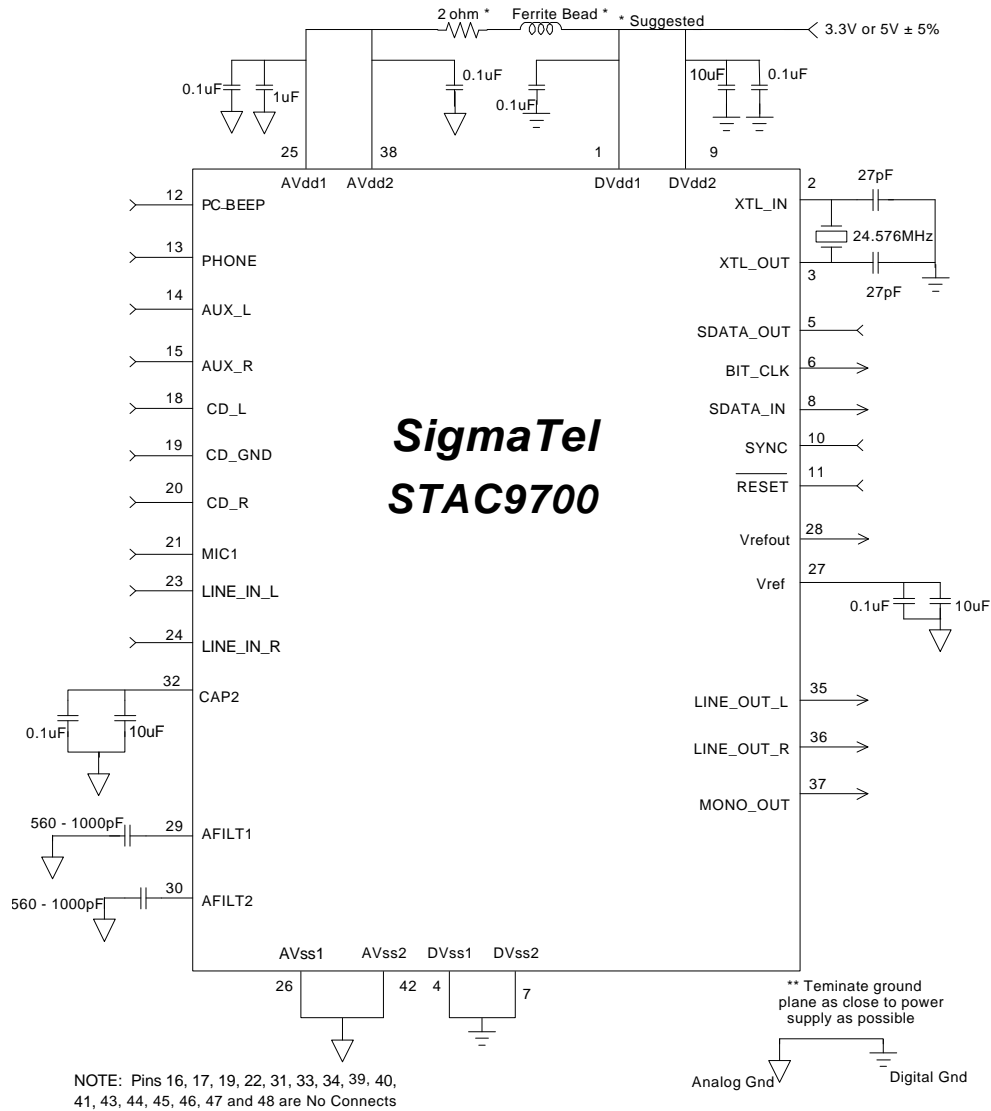 2 ohm * Ferrite Bead * * Suggested
3.3V or 5V ± 5%
0.1uF 1uF 0.1uF 0.1uF 10uF 0.1uF
25 38 1 9
AVdd1 AVdd2 DVdd1 DVdd2
12 PC_BEEP
13 PHONE
14 AUX_L
15 AUX_R
18 CD_L
19 CD_GND
20 CD_R
21 MIC1
23 LINE_IN_L
24 LINE_IN_R
32 CAP2
0.1uF 10uF
560 - 1000pF 29 AFILT1
560 - 1000pF 30 AFILT2
SigmaTel
STAC9700
2 27pF
XTL_IN
24.576MHz
XTL_OUT
3 27pF
SDATA_OUT 5
BIT_CLK 6
SDATA_IN 8
SYNC 10
RESET 11
Vrefout 28
Vref 27
0.1uF 10uF
LINE_OUT_L 35
LINE_OUT_R 36
MONO_OUT 37
AVss1 AVss2 DVss1 DVss2
26 42 4 7
** Teminate ground
plane as close to power
supply as possible
Analog Gnd Digital Gnd
NOTE: Pins 16, 17, 19, 22, 31, 33, 34, 39, 40,
41, 43, 44, 45, 46, 47 and 48 are No Connects